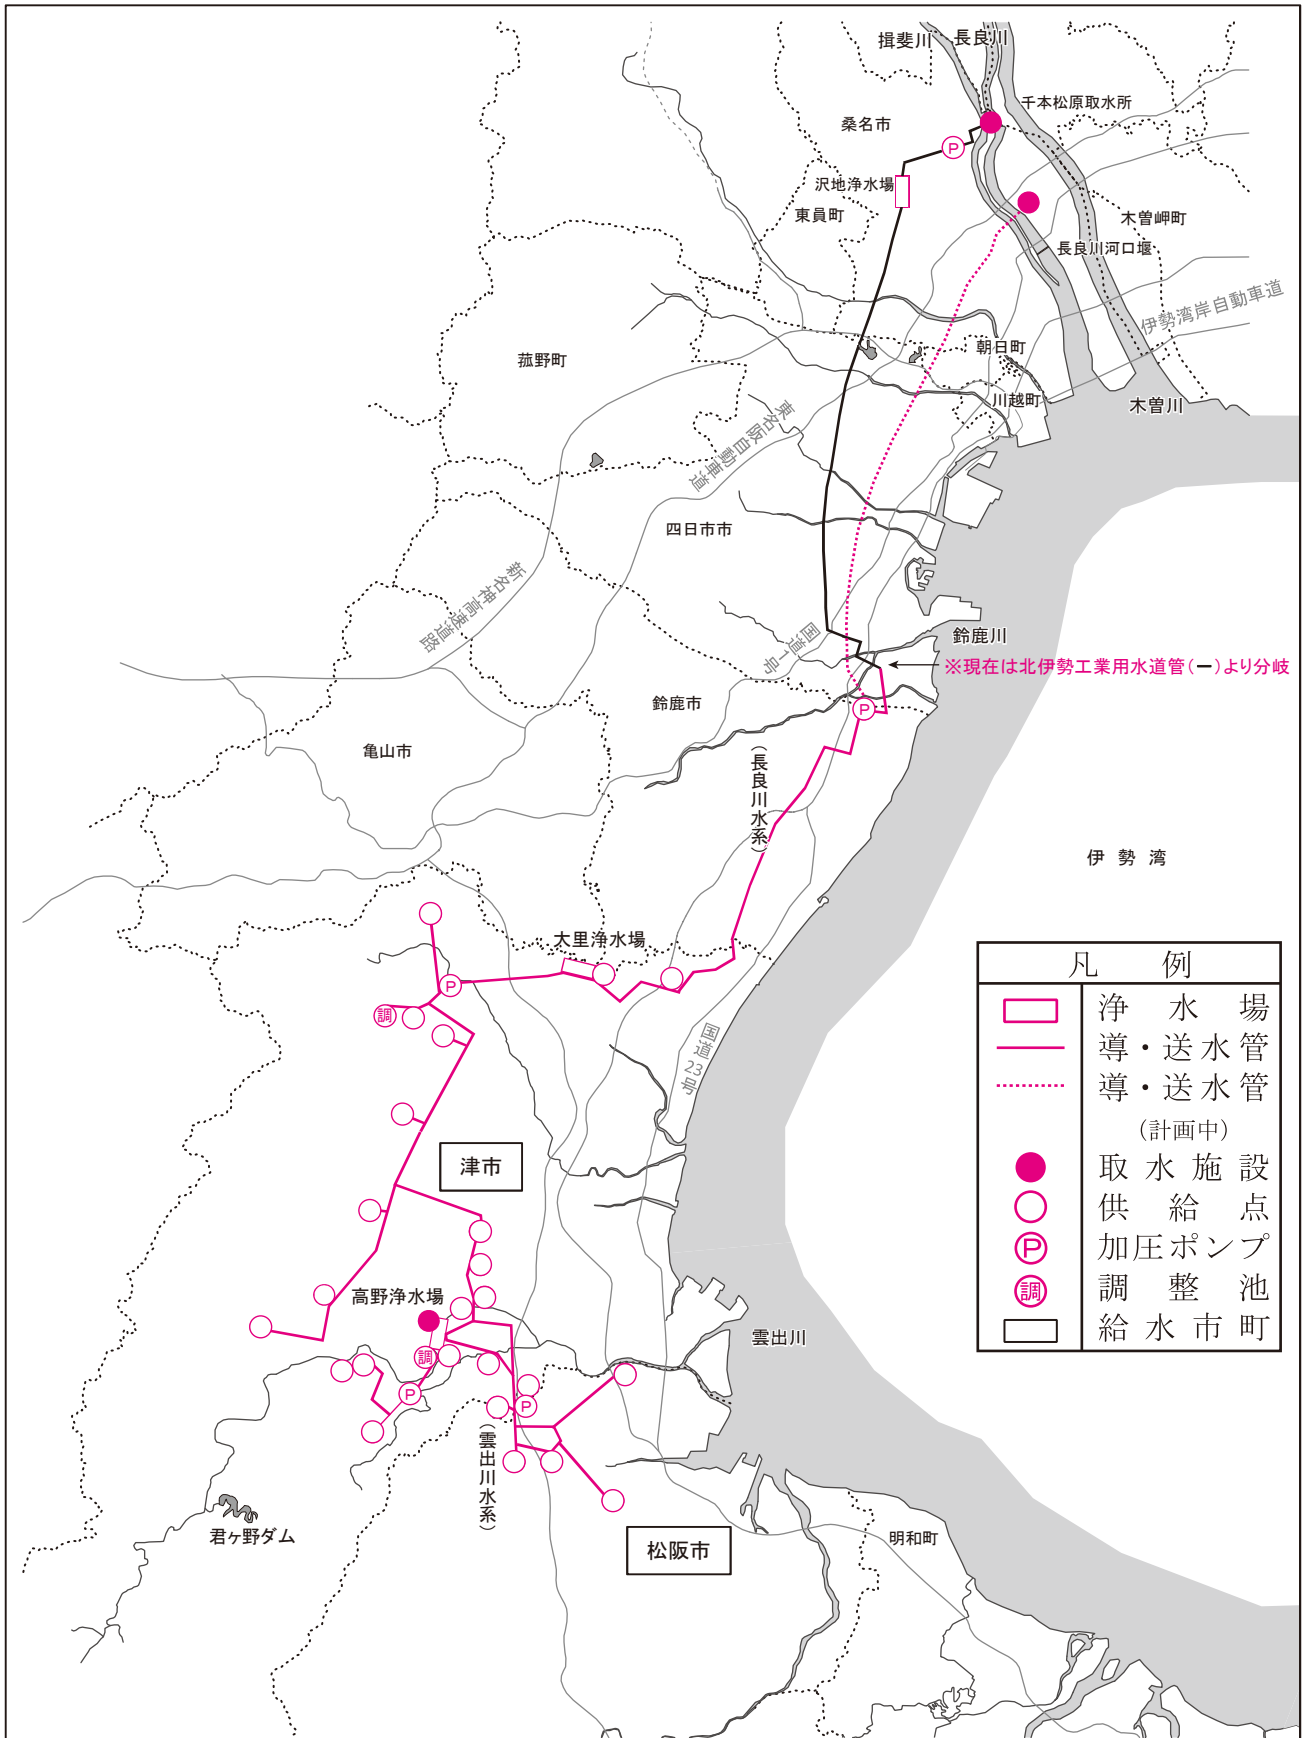 揖斐川
長良川
千本松原取水所
桑名市
P
沢地浄水場
東員町
木曽岬町
長良川河口堰
伊勢湾岸自動車道
朝日町
菰野町
川越町
木曽川
東名阪自動車道
四日市市
新名神高速道路
国道1号
鈴鹿川
※現在は北伊勢工業用水道管(ー)より分岐
鈴鹿市
P
亀山市
(長良川水系)
伊勢湾
大里浄水場
P
調
国道23号
津市
高野浄水場
調
P
P
雲出川
(雲出川水系)
君ヶ野ダム
松阪市
明和町
凡例
浄水場
導・送水管
導・送水管
(計画中)
取水施設
供給点
P 加圧ポンプ
調 調整池
給水市町